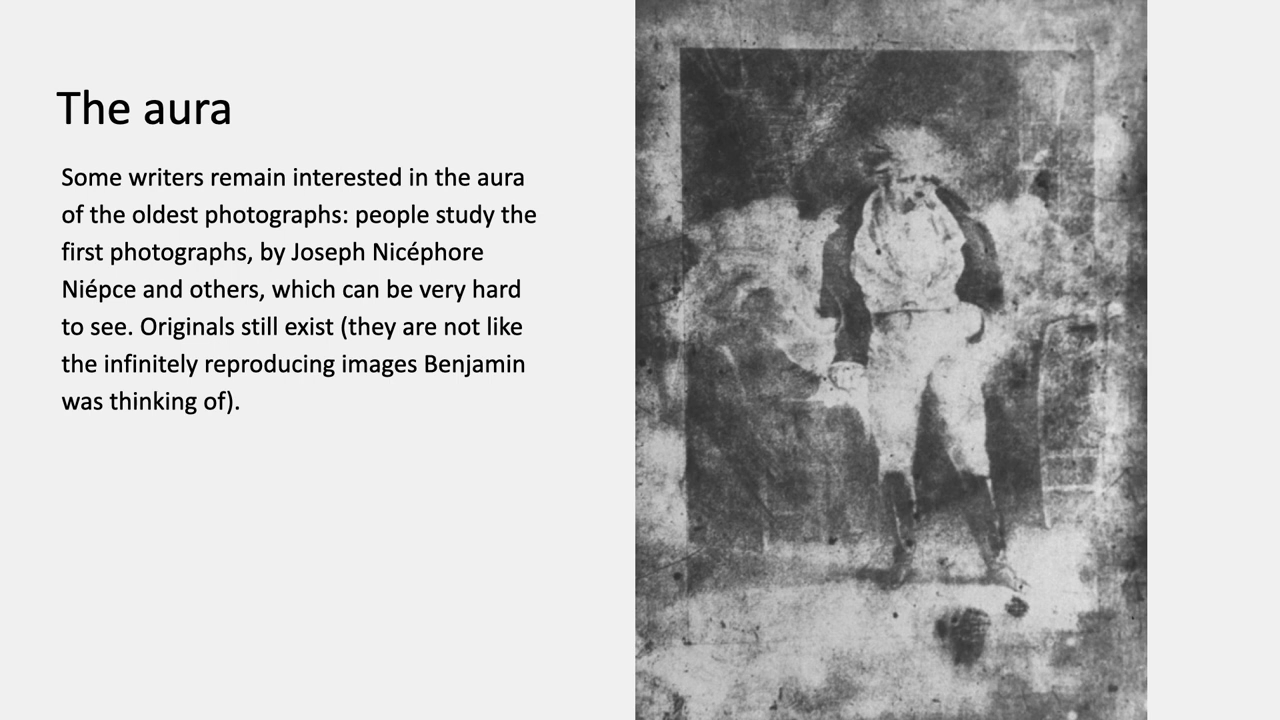 The aura
Some writers remain interested in the aura
of the oldest photographs: people study the
first photographs, by Joseph Nicéphore
Niépce and others, which can be very hard
to see. Originals still exist (they are not like
the infinitely reproducing images Benjamin
was thinking of).